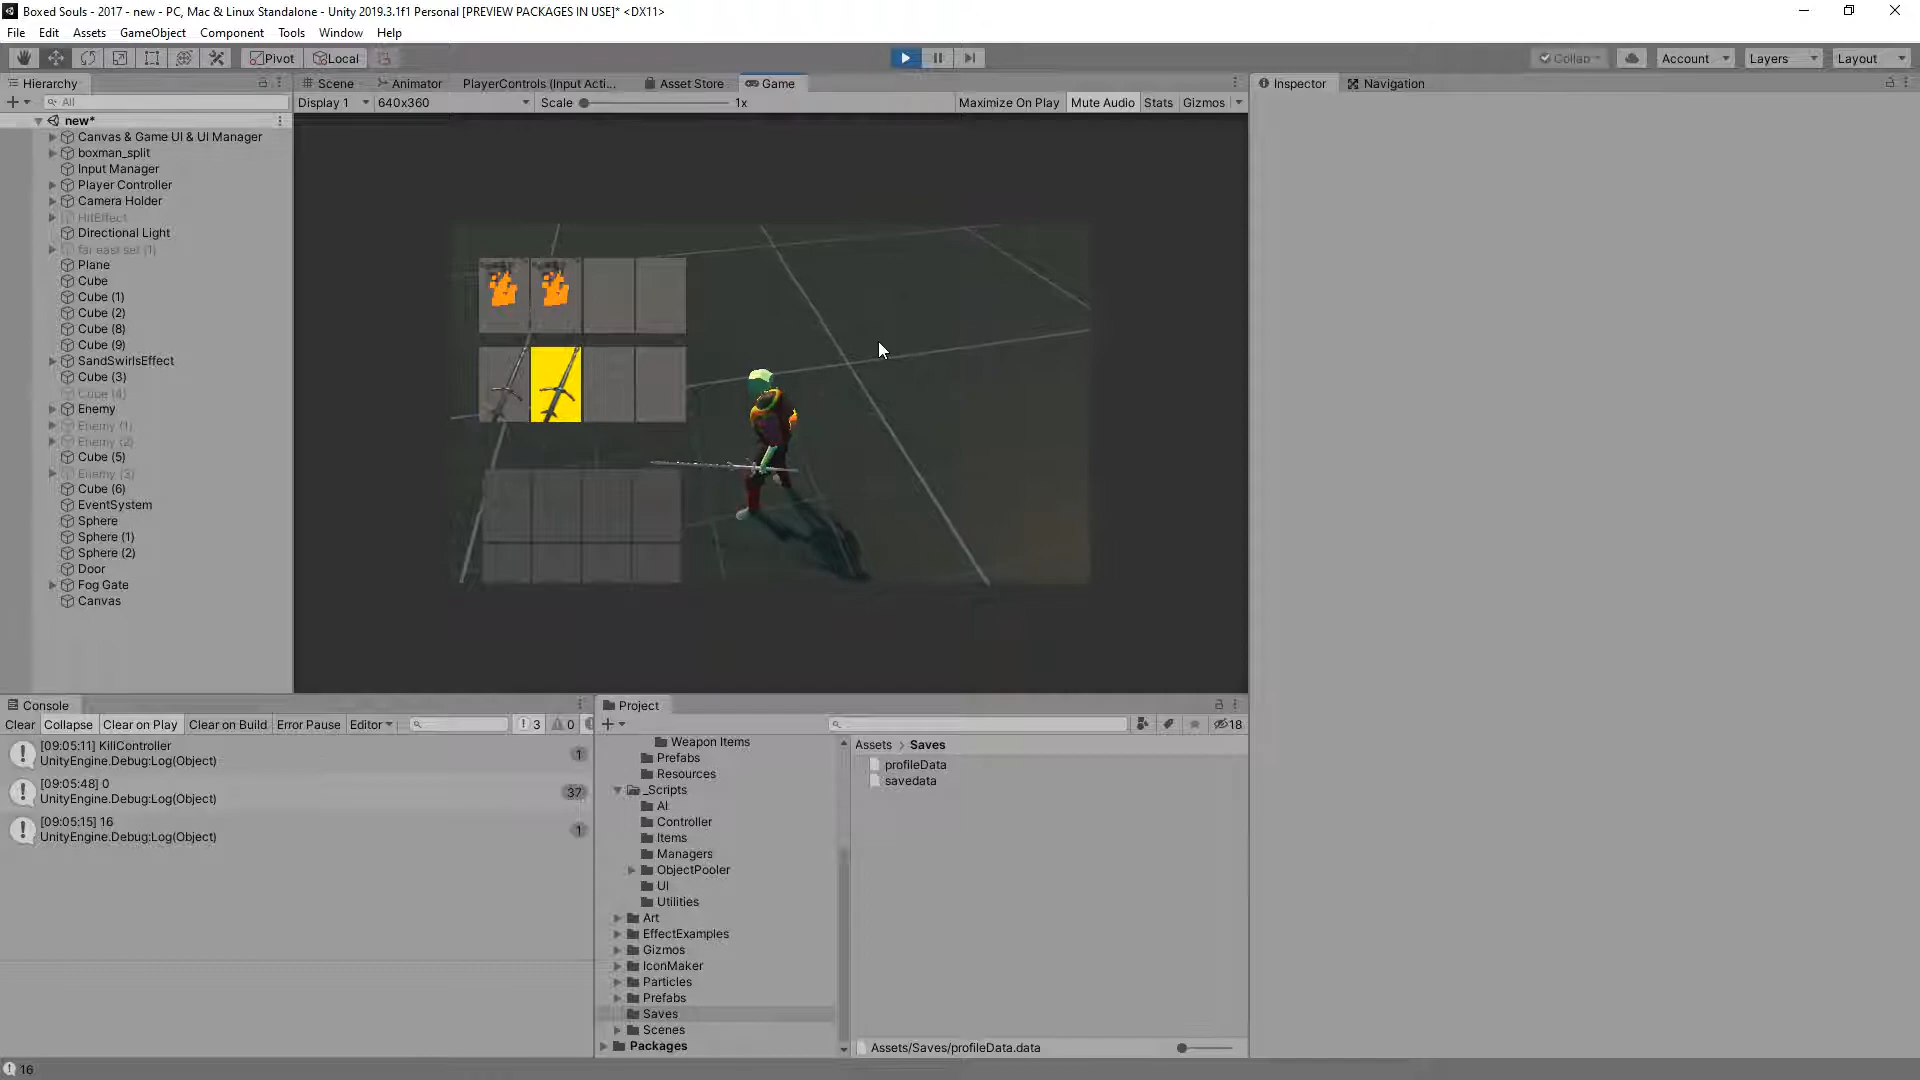 Boxed Souls - 2017 - new - PC, Mac & Linux Standalone - Unity 2019.3.1f1 Personal [PREVIEW PACKAGES IN USE]* <DX11>
File Edit Assets GameObject Component Tools Window Help
Pivot Local Collab Account Layers Layout
Hierarchy
All
new*
Canvas & Game UI & UI Manager
boxman_split
Input Manager
Player Controller
Camera Holder
HitEffect
Directional Light
far east set (1)
Plane
Cube
Cube (1)
Cube (2)
Cube (8)
Cube (9)
SandSwirlsEffect
Cube (3)
Cube (4)
Enemy
Enemy (1)
Enemy (2)
Cube (5)
Enemy (3)
Cube (6)
EventSystem
Sphere
Sphere (1)
Sphere (2)
Door
Fog Gate
Canvas
Scene Animator PlayerControls (Input Acti... Asset Store Game
Display 1 640x360 Scale 1x Maximize On Play Mute Audio Stats Gizmos
Inspector Navigation
Console
Clear Collapse Clear on Play Clear on Build Error Pause Editor 3 0
[09:05:11] KillController
UnityEngine.Debug:Log(Object)
1
[09:05:48] 0
UnityEngine.Debug:Log(Object)
37
[09:05:15] 16
UnityEngine.Debug:Log(Object)
1
Project
18
Weapon Items
Prefabs
Resources
_Scripts
AI
Controller
Items
Managers
ObjectPooler
UI
Utilities
Art
EffectExamples
Gizmos
IconMaker
Particles
Prefabs
Saves
Scenes
Packages
Assets > Saves
profileData
savedata
Assets/Saves/profileData.data
16